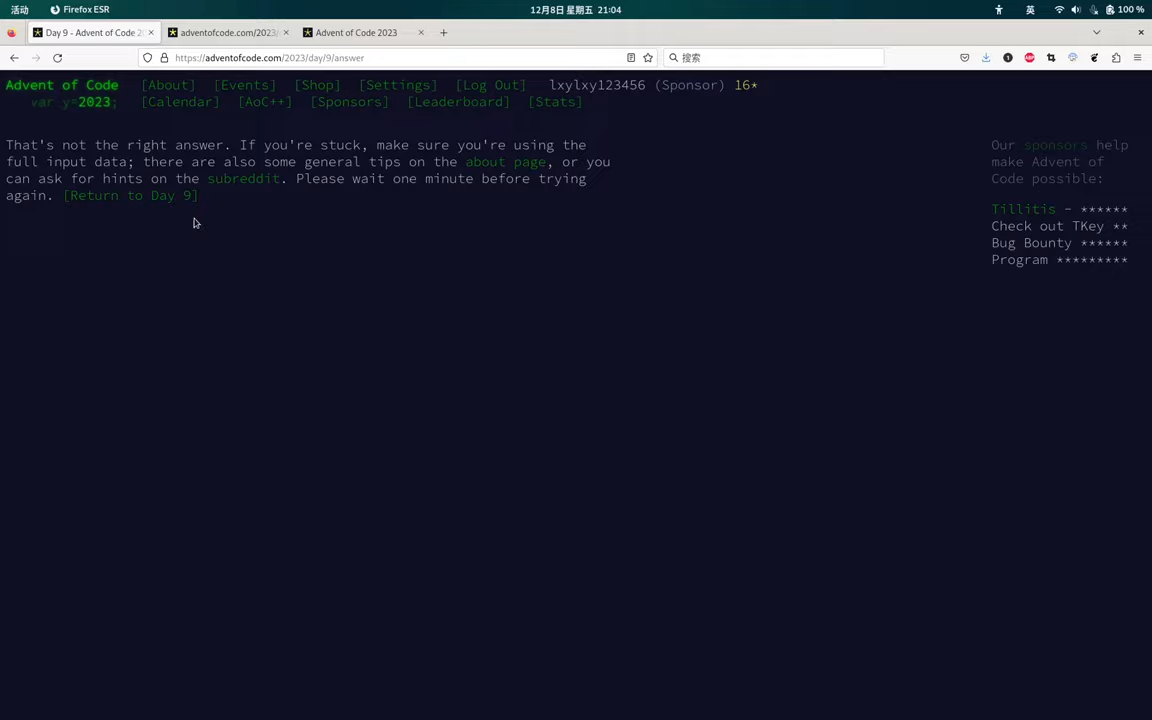 活动 Firefox ESR 12月8日 星期五 21:04 英 100 %
Day 9 - Advent of Code 2 × adventofcode.com/2023/ × Advent of Code 2023 × +
https://adventofcode.com/2023/day/9/answer 搜索
Advent of Code [About] [Events] [Shop] [Settings] [Log Out] lxylxy123456 (Sponsor) 16*
var y=2023; [Calendar] [AoC++] [Sponsors] [Leaderboard] [Stats]
That's not the right answer. If you're stuck, make sure you're using the
full input data; there are also some general tips on the about page, or you
can ask for hints on the subreddit. Please wait one minute before trying
again. [Return to Day 9]
Our sponsors help
make Advent of
Code possible:
Tillitis - ******
Check out TKey **
Bug Bounty ******
Program *********